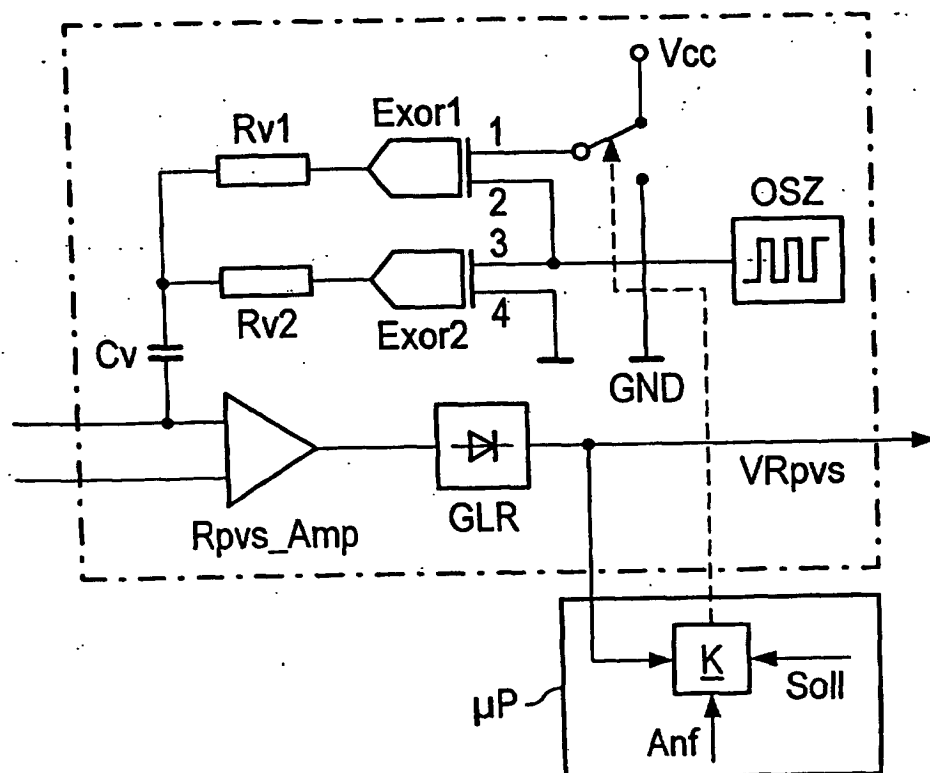 Vcc
Exor1
Rv1
1
2
OSZ
3
4
Rv2
Exor2
Cv
GND
VRpvs
GLR
Rpvs_Amp
K
Soll
µP
Anf